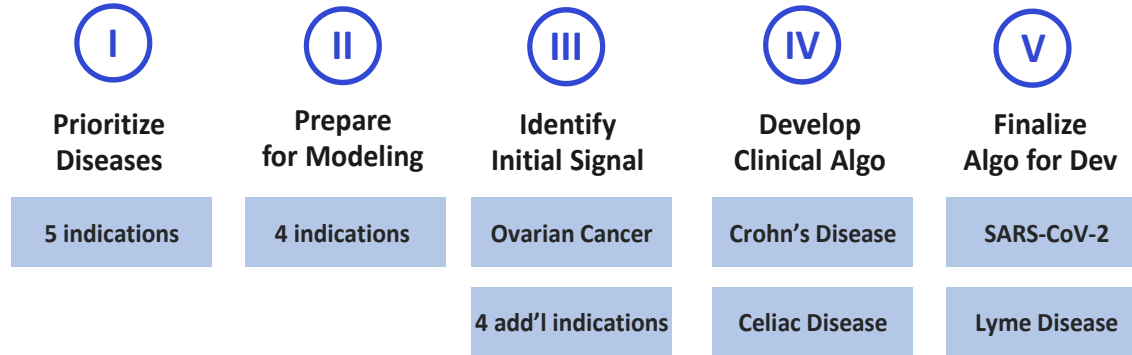 I
II
III
IV
V
Prioritize
Diseases
Prepare
for Modeling
Identify
Initial Signal
Develop
Clinical Algo
Finalize
Algo for Dev
5 indications
4 indications
Ovarian Cancer
Crohn's Disease
SARS-CoV-2
4 add'l indications
Celiac Disease
Lyme Disease